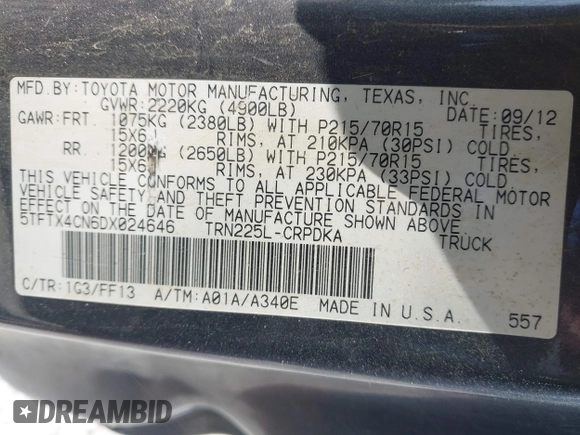 MFD.BY:TOYOTA MOTOR MANUFACTURING, TEXAS, INC.
GVWR:2220KG (4900LB) DATE:09/12
GAWR:FRT. 1075KG (2380LB) WITH P215/70R15 TIRES,
15X6 RIMS, AT 210KPA (30PSI) COLD
RR. 1200KG (2650LB) WITH P215/70R15 TIRES,
15X6 RIMS, AT 230KPA (33PSI) COLD
THIS VEHICLE CONFORMS TO ALL APPLICABLE FEDERAL MOTOR
VEHICLE SAFETY AND THEFT PREVENTION STANDARDS IN
EFFECT ON THE DATE OF MANUFACTURE SHOWN ABOVE.
5TFTX4CN6DX024646 TRN225L-CRPDKA TRUCK
C/TR:1G3/FF13 A/TM:A01A/A340E MADE IN U.S.A.
557
DREAMBID